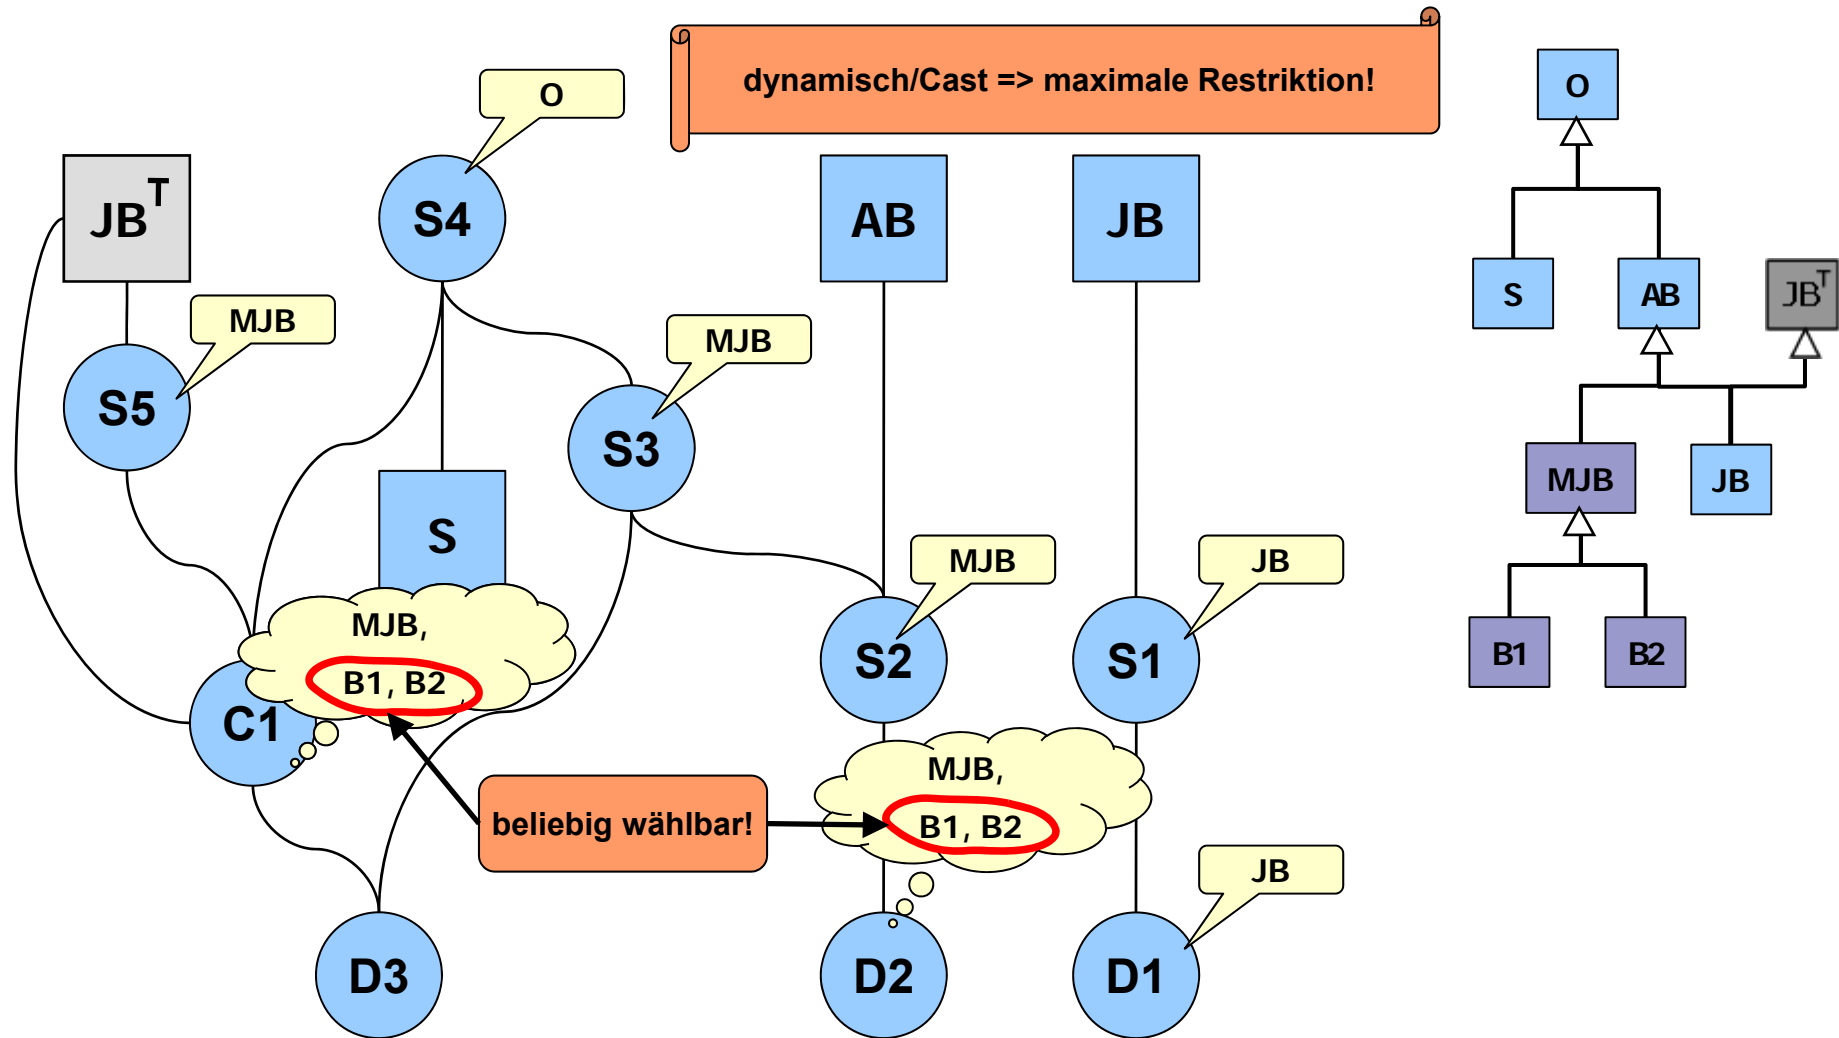 dynamisch/Cast => maximale Restriktion!
O
O
JB^T
S4
AB
JB
S
AB
JB^T
MJB
MJB
S5
S3
MJB
JB
S
MJB
JB
MJB,
B1, B2
S2
S1
B1
B2
C1
MJB,
B1, B2
beliebig wählbar!
JB
D3
D2
D1